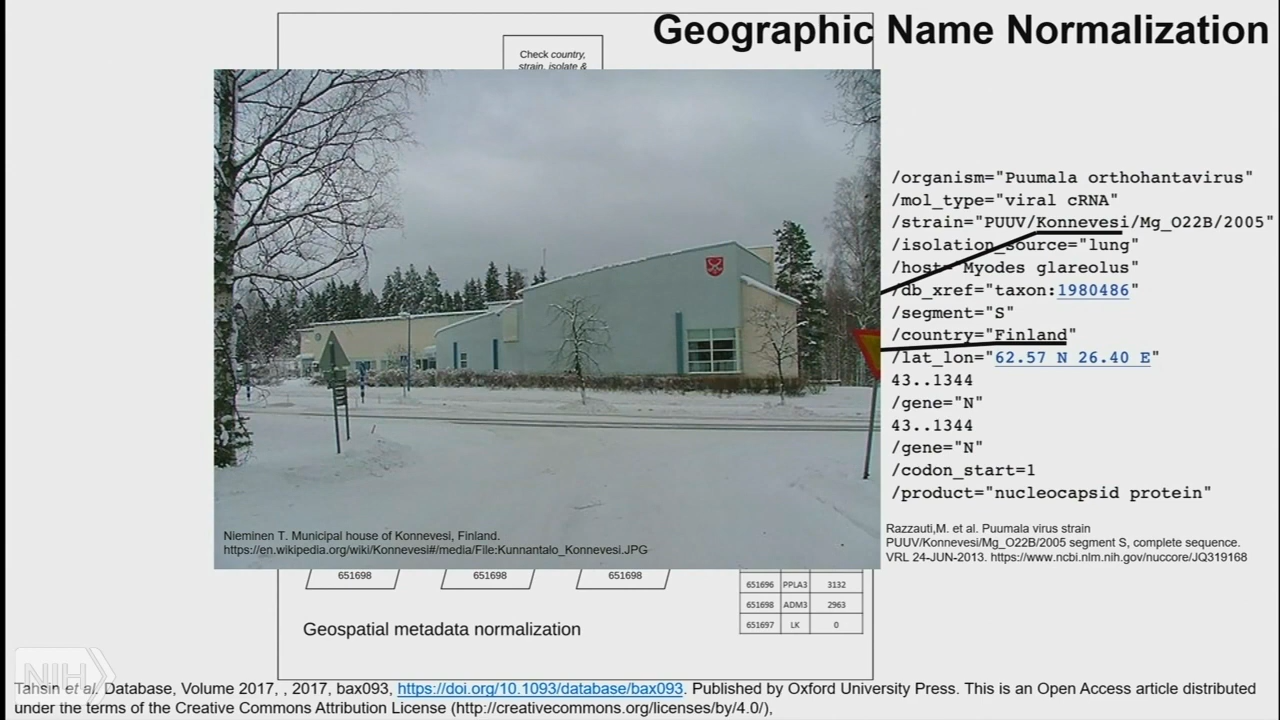 Geographic Name Normalization
Check country,
strain, isolate &
/organism="Puumala orthohantavirus"
/mol_type="viral cRNA"
/strain="PUUV/Konnevesi/Mg_O22B/2005"
/isolation_source="lung"
/host="Myodes glareolus"
/db_xref="taxon:1980486"
/segment="S"
/country="Finland"
/lat_lon="62.57 N 26.40 E"
43..1344
/gene="N"
43..1344
/gene="N"
/codon_start=1
/product="nucleocapsid protein"
Nieminen T. Municipal house of Konnevesi, Finland.
https://en.wikipedia.org/wiki/Konnevesi#/media/File:Kunnantalo_Konnevesi.JPG
Razzauti,M. et al. Puumala virus strain
PUUV/Konnevesi/Mg_O22B/2005 segment S, complete sequence.
VRL 24-JUN-2013. https://www.ncbi.nlm.nih.gov/nuccore/JQ319168
651698 651698 651698
651696 PPLA3 3132
651698 ADM3 2963
651697 LK 0
Geospatial metadata normalization
NIH
Tahsin et al. Database, Volume 2017, , 2017, bax093, https://doi.org/10.1093/database/bax093. Published by Oxford University Press. This is an Open Access article distributed
under the terms of the Creative Commons Attribution License (http://creativecommons.org/licenses/by/4.0/),